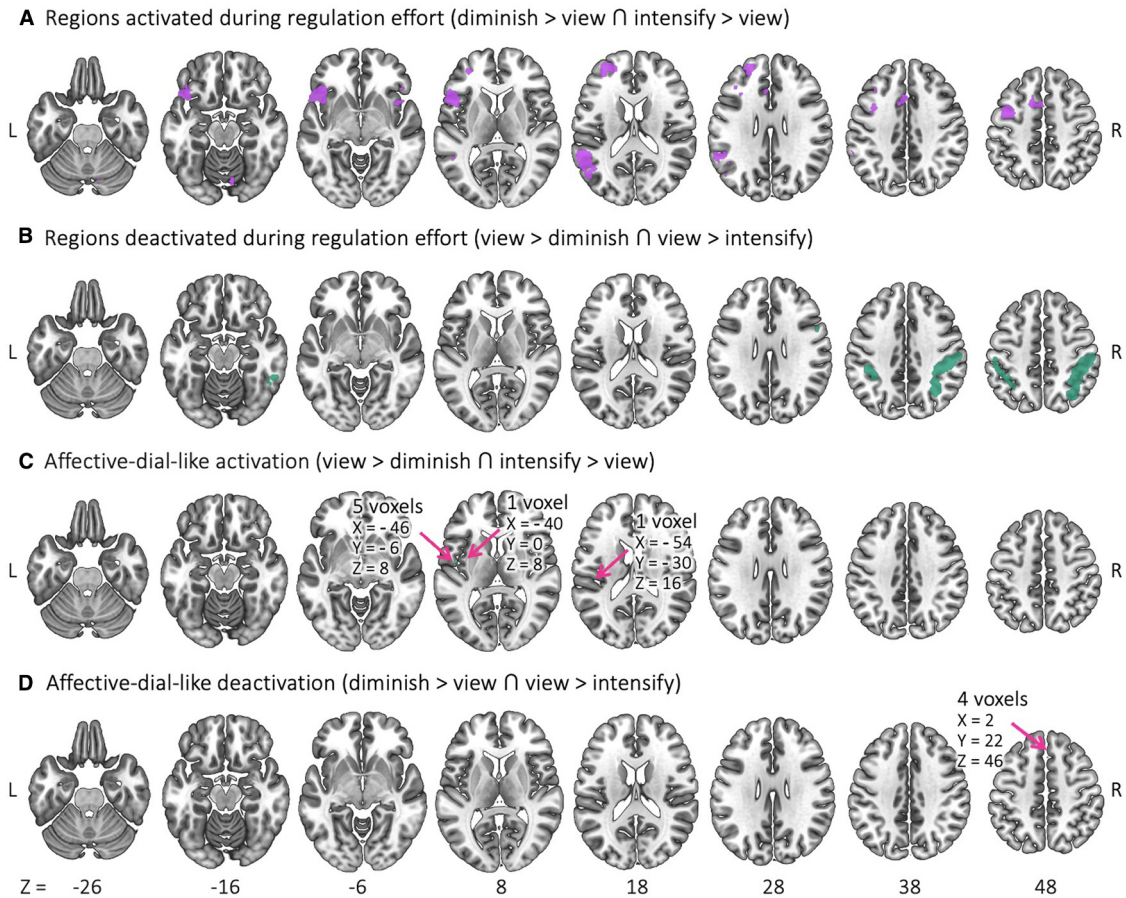 A Regions activated during regulation effort (diminish > view ∩ intensify > view)
L
R
B Regions deactivated during regulation effort (view > diminish ∩ view > intensify)
L
R
C Affective-dial-like activation (view > diminish ∩ intensify > view)
5 voxels
X = - 46
Y = - 6
Z = 8
1 voxel
X = - 40
Y = 0
Z = 8
1 voxel
X = - 54
Y = - 30
Z = 16
L
R
D Affective-dial-like deactivation (diminish > view ∩ view > intensify)
4 voxels
X = 2
Y = 22
Z = 46
L
R
Z = -26 -16 -6 8 18 28 38 48